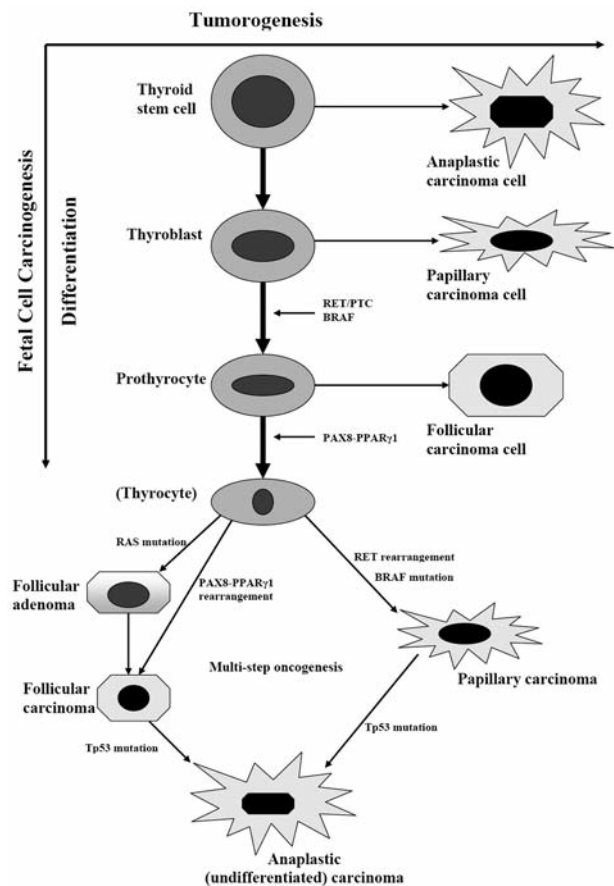 Tumorogenesis
Fetal Cell Carcinogenesis
Differentiation
Thyroid
stem cell
Anaplastic
carcinoma cell
Thyroblast
Papillary
carcinoma cell
RET/PTC
BRAF
Prothyrocyte
Follicular
carcinoma cell
PAX8-PPARγ1
(Thyrocyte)
RAS mutation
RET rearrangement
BRAF mutation
PAX8-PPARγ1
rearrangement
Follicular
adenoma
Multi-step oncogenesis
Papillary carcinoma
Follicular
carcinoma
Tp53 mutation
Tp53 mutation
Anaplastic
(undifferentiated) carcinoma